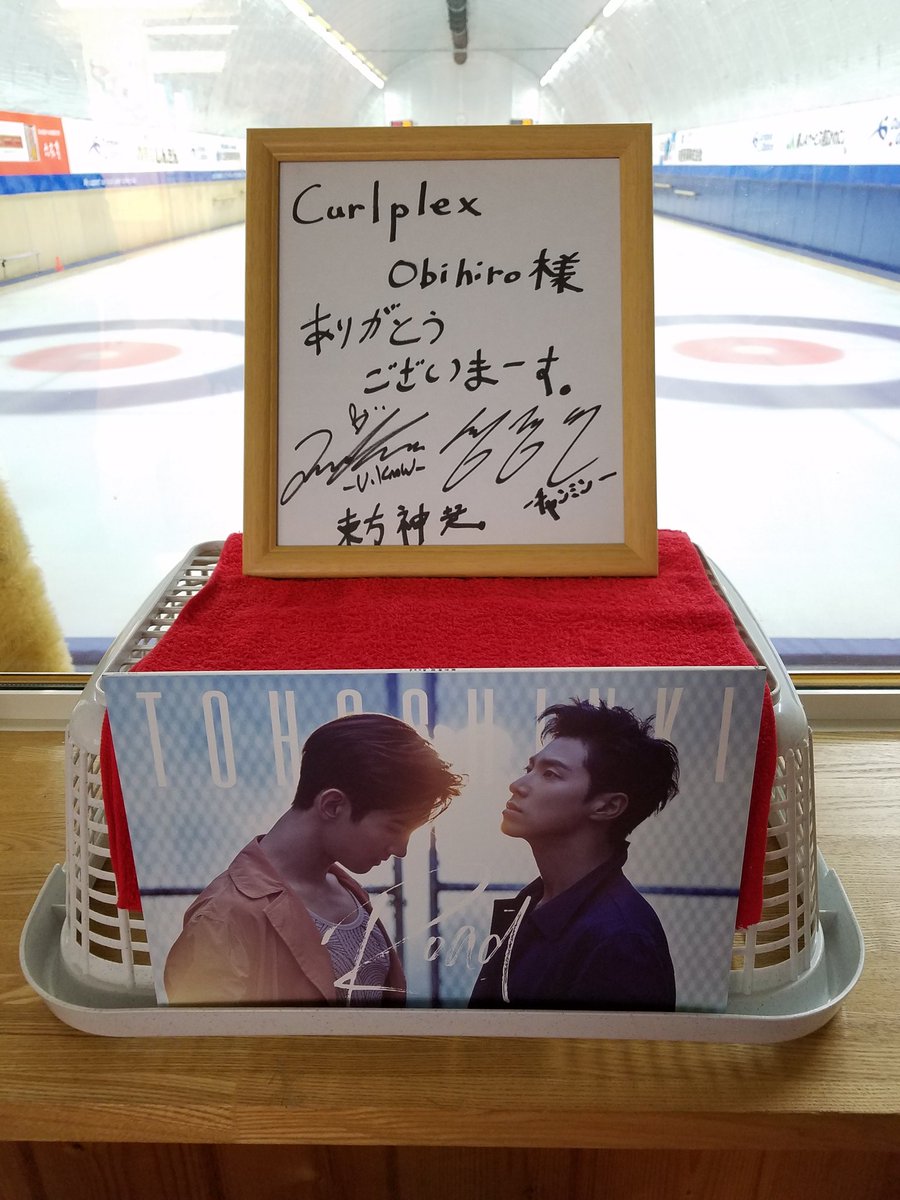 Curlplex
Obihiro様
ありがとう
ございまーす。
-U.Know-
-チャンミン-
東方神起
TOHOSHINKI
Road